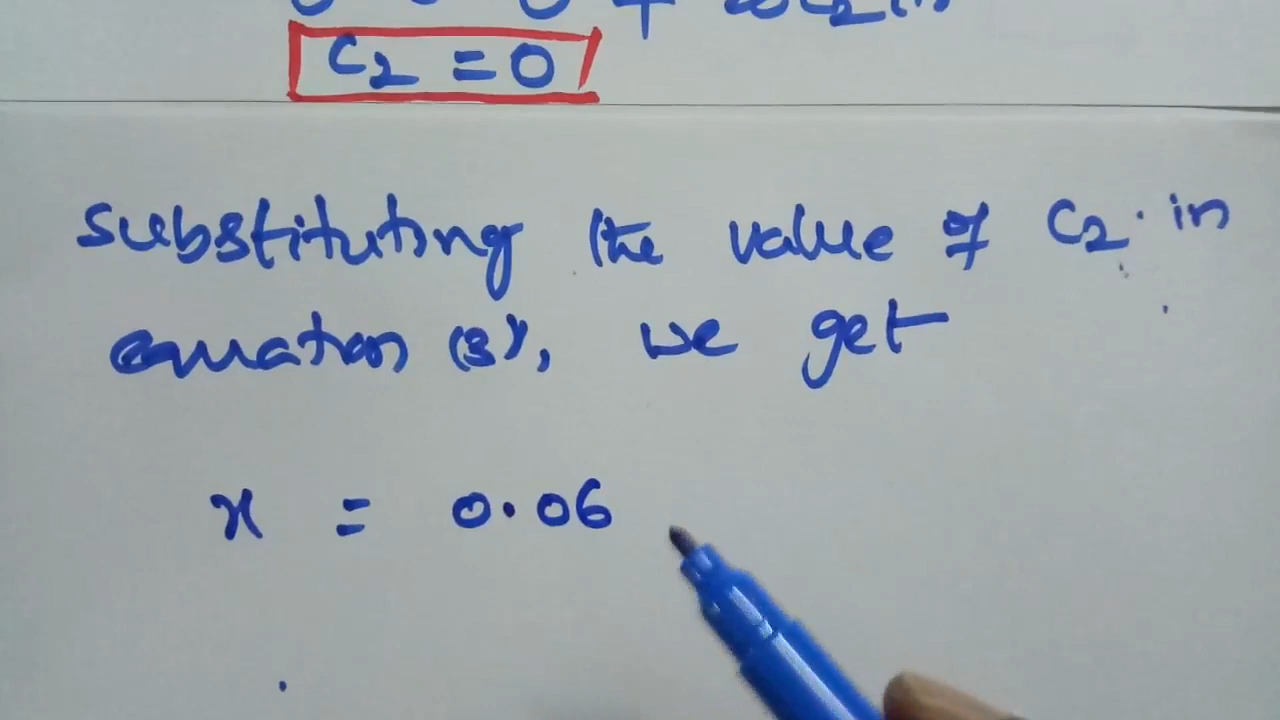 C2 = 0
substituting the value of C2 in
equation (3), we get
x = 0.06